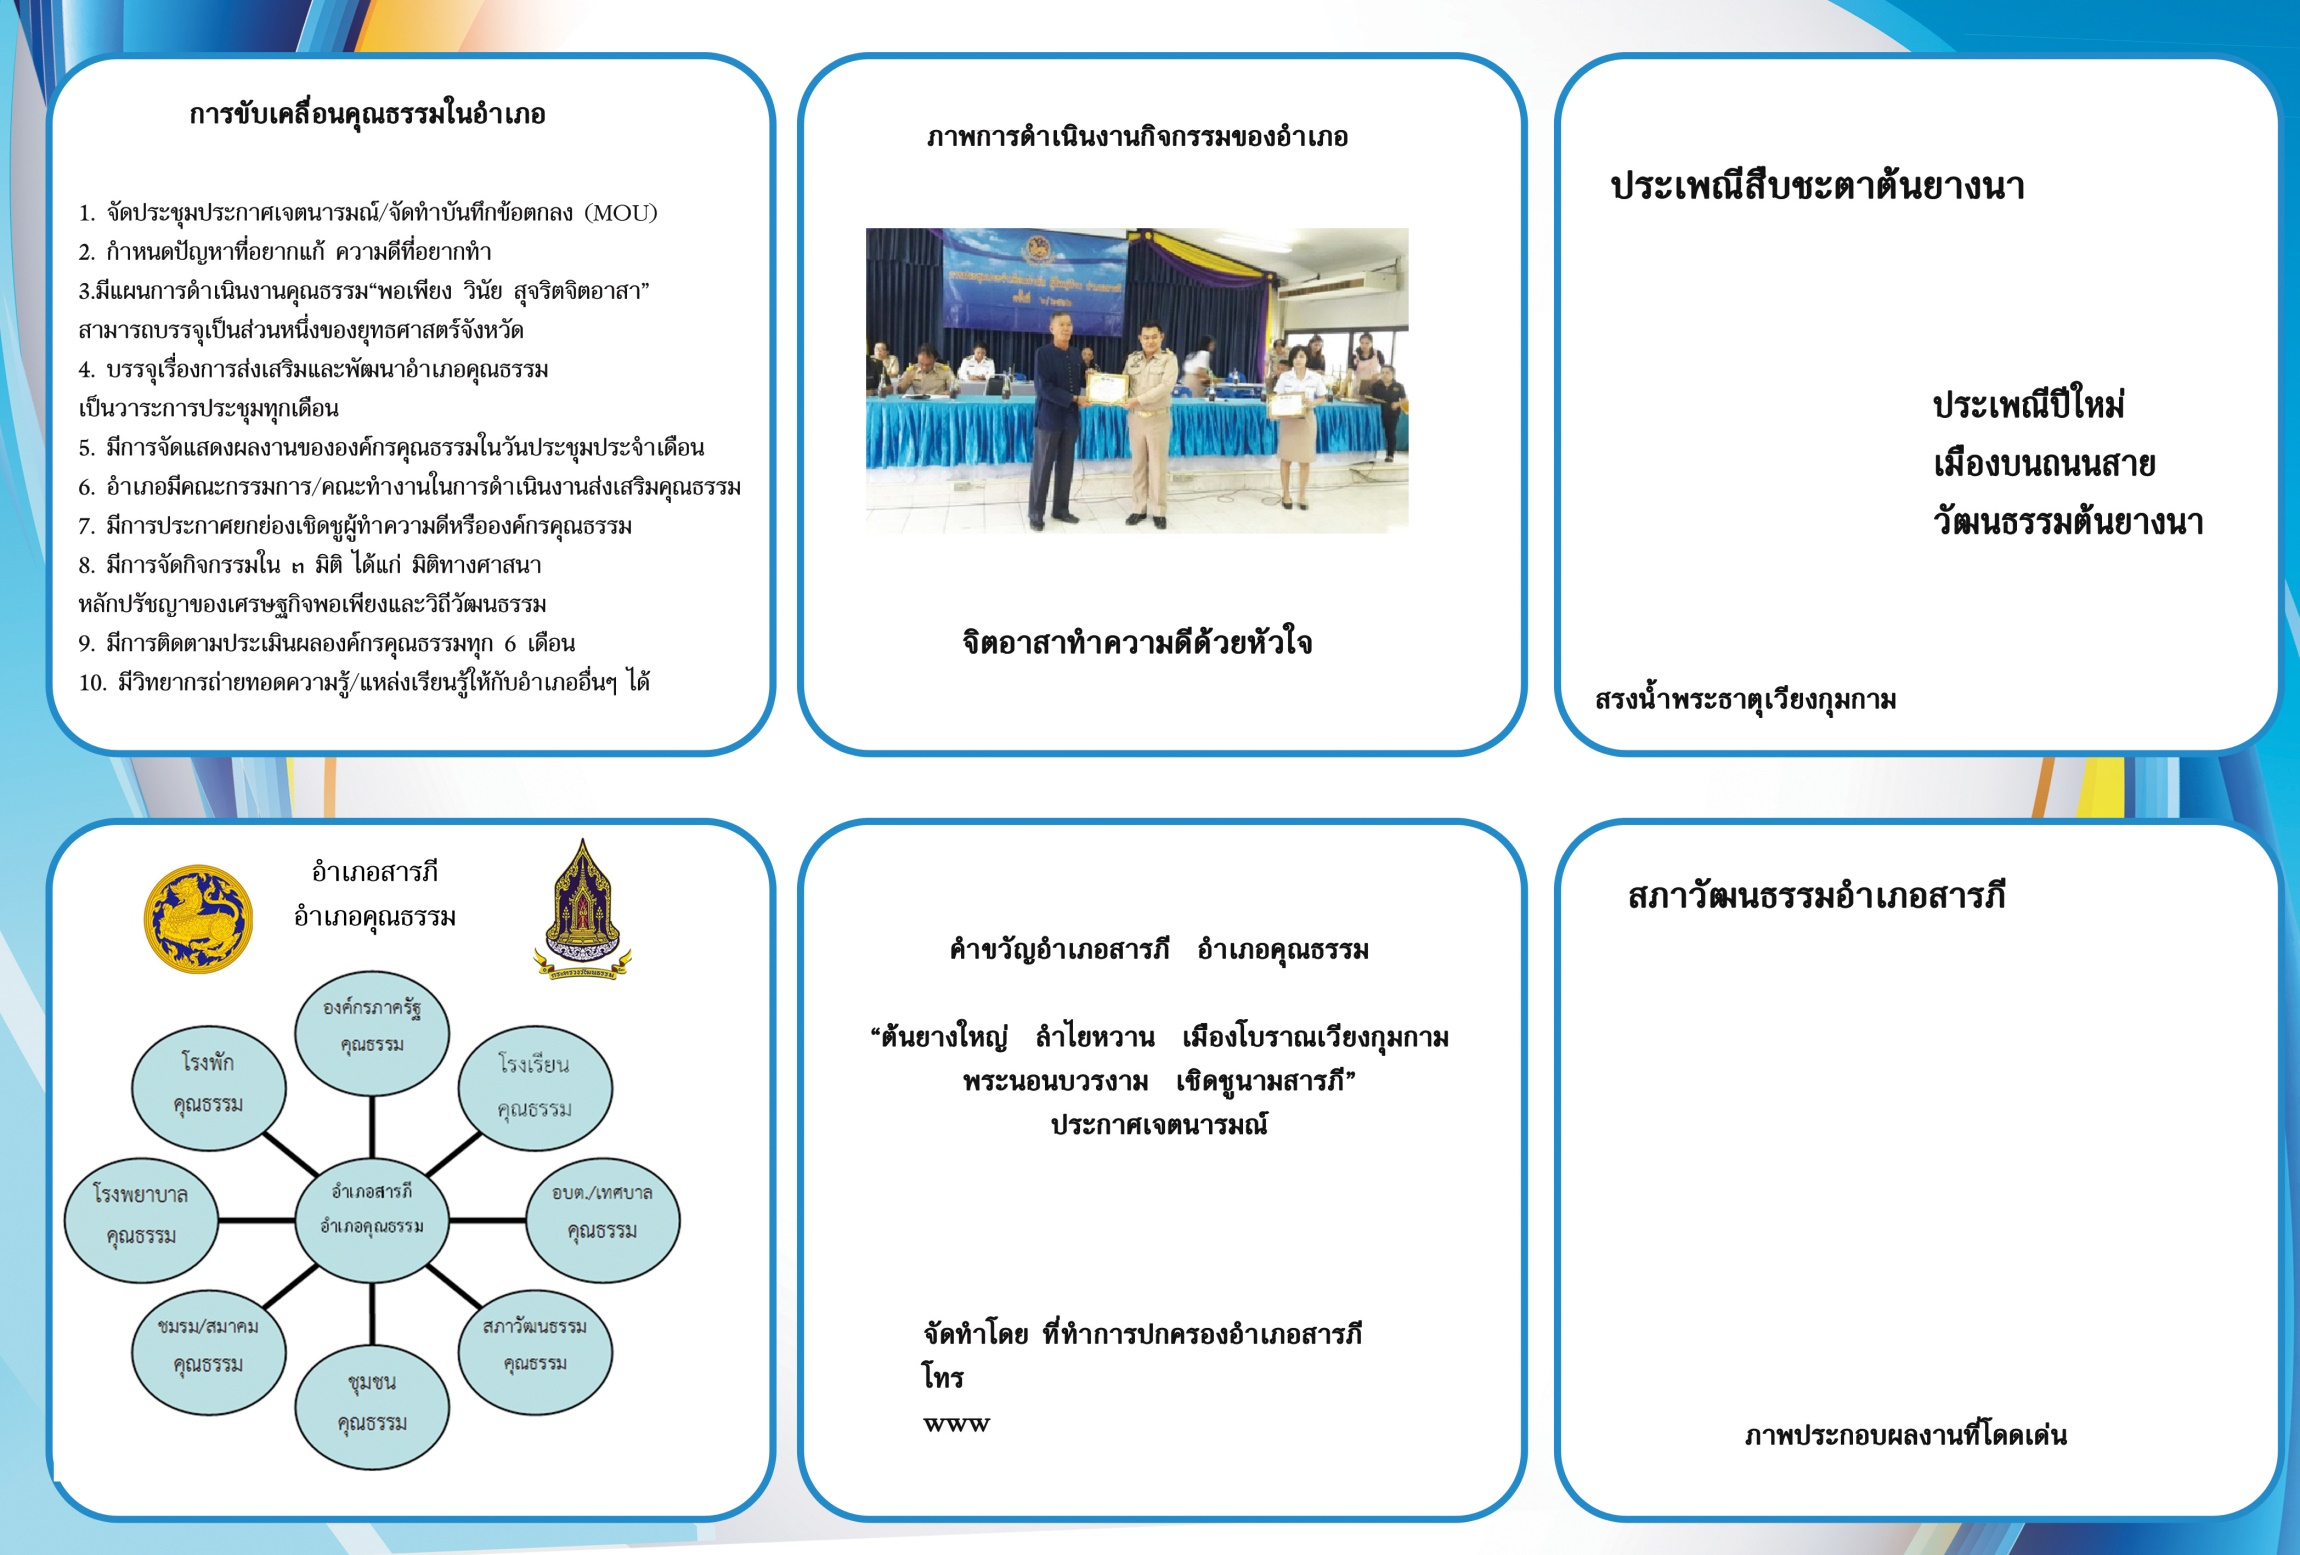 การขับเคลื่อนคุณธรรมในอำเภอ
1. จัดประชุมประกาศเจตนารมณ์/จัดทำบันทึกข้อตกลง (MOU)
2. กำหนดปัญหาที่อยากแก้ ความดีที่อยากทำ
3.มีแผนการดำเนินงานคุณธรรม“พอเพียง วินัย สุจริตจิตอาสา”
สามารถบรรจุเป็นส่วนหนึ่งของยุทธศาสตร์จังหวัด
4. บรรจุเรื่องการส่งเสริมและพัฒนาอำเภอคุณธรรม
เป็นวาระการประชุมทุกเดือน
5. มีการจัดแสดงผลงานขององค์กรคุณธรรมในวันประชุมประจำเดือน
6. อำเภอมีคณะกรรมการ/คณะทำงานในการดำเนินงานส่งเสริมคุณธรรม
7. มีการประกาศยกย่องเชิดชูผู้ทำความดีหรือองค์กรคุณธรรม
8. มีการจัดกิจกรรมใน ๓ มิติ ได้แก่ มิติทางศาสนา
หลักปรัชญาของเศรษฐกิจพอเพียงและวิถีวัฒนธรรม
9. มีการติดตามประเมินผลองค์กรคุณธรรมทุก 6 เดือน
10. มีวิทยากรถ่ายทอดความรู้/แหล่งเรียนรู้ให้กับอำเภออื่นๆ ได้
ภาพการดำเนินงานกิจกรรมของอำเภอ
จิตอาสาทำความดีด้วยหัวใจ
ประเพณีสืบชะตาต้นยางนา
ประเพณีปีใหม่
เมืองบนถนนสาย
วัฒนธรรมต้นยางนา
สรงน้ำพระธาตุเวียงกุมกาม
อำเภอสารภี
อำเภอคุณธรรม
กระทรวงวัฒนธรรม
องค์กรภาครัฐ
คุณธรรม
โรงพัก
คุณธรรม
โรงเรียน
คุณธรรม
โรงพยาบาล
คุณธรรม
อำเภอสารภี
อำเภอคุณธรรม
อบต./เทศบาล
คุณธรรม
ชมรม/สมาคม
คุณธรรม
สภาวัฒนธรรม
คุณธรรม
ชุมชน
คุณธรรม
คำขวัญอำเภอสารภี อำเภอคุณธรรม
“ต้นยางใหญ่ ลำไยหวาน เมืองโบราณเวียงกุมกาม
พระนอนบวรงาม เชิดชูนามสารภี”
ประกาศเจตนารมณ์
จัดทำโดย ที่ทำการปกครองอำเภอสารภี
โทร
www
สภาวัฒนธรรมอำเภอสารภี
ภาพประกอบผลงานที่โดดเด่น